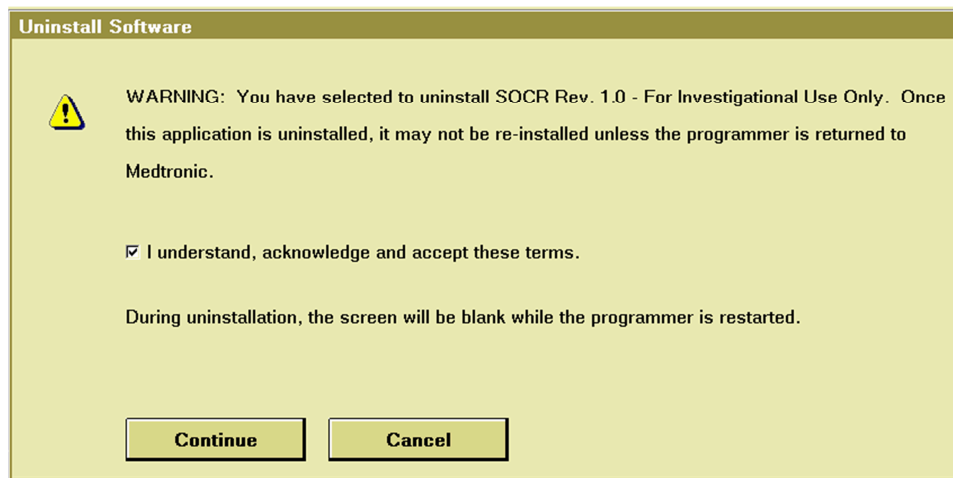 Uninstall Software
WARNING:  You have selected to uninstall SOCR Rev. 1.0 - For Investigational Use Only.  Once
this application is uninstalled, it may not be re-installed unless the programmer is returned to
Medtronic.
I understand, acknowledge and accept these terms.
During uninstallation, the screen will be blank while the programmer is restarted.
Continue
Cancel